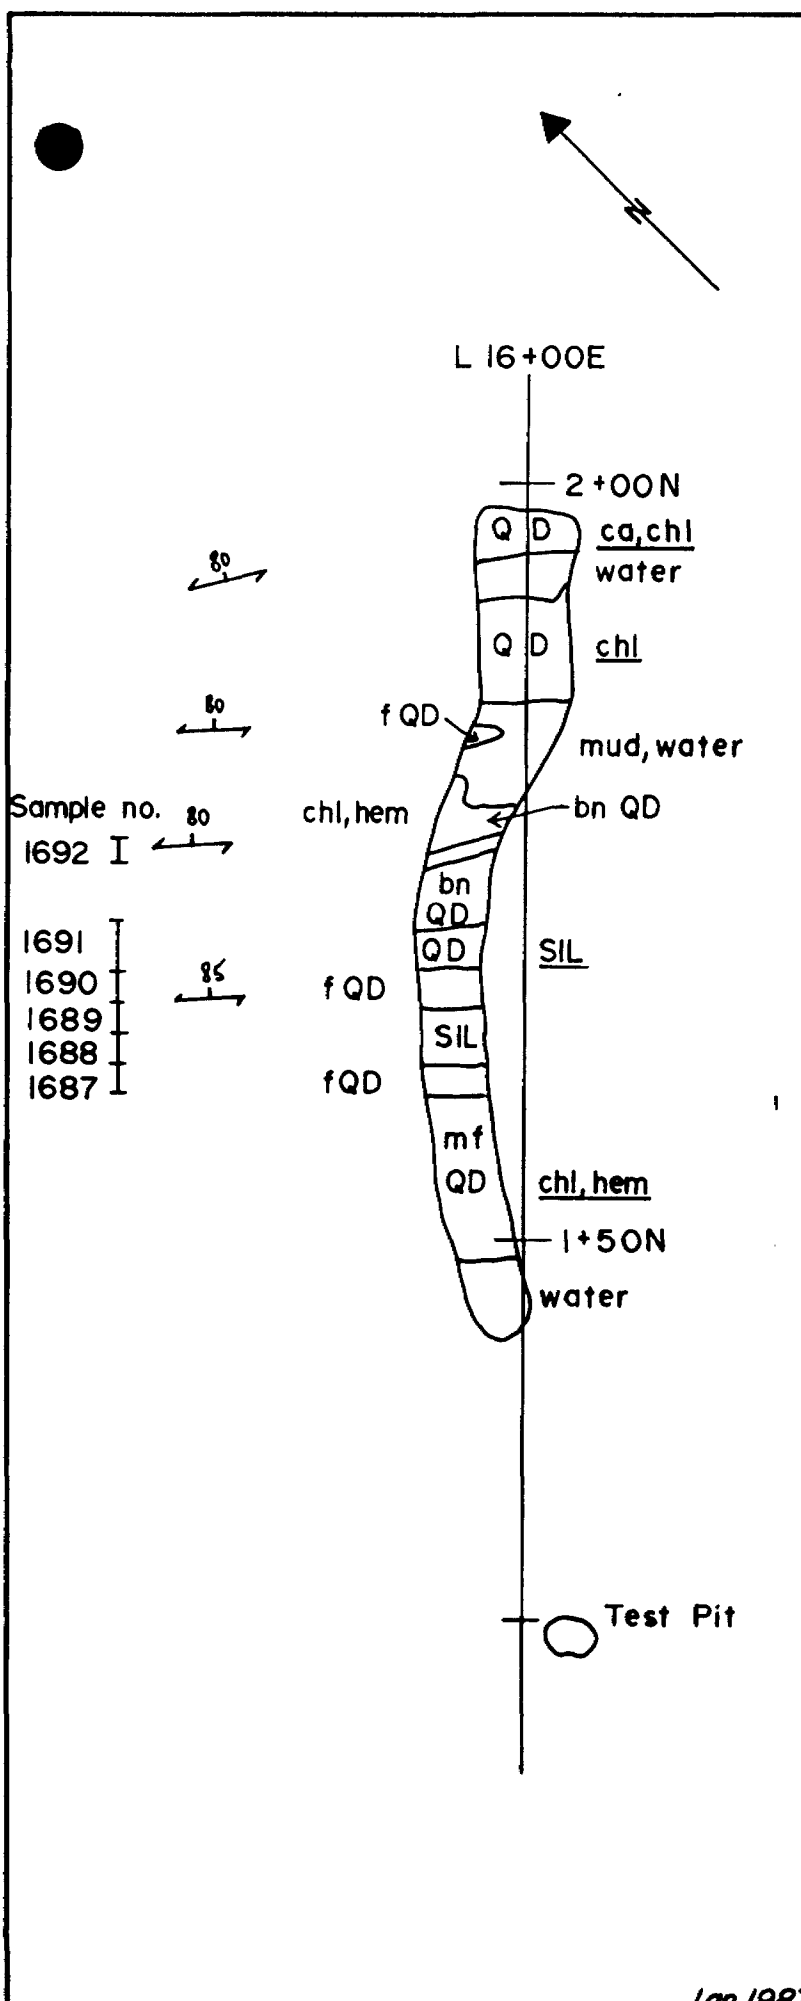 N
L 16+00E
2+00N
Q D ca, chl
water
80
Q D chl
f QD
80
mud, water
Sample no. 80 chl, hem bn QD
1692
bn
QD
1691 QD SIL
1690 85 f QD
1689
SIL
1688
1687 f QD
mf
QD chl, hem
1+50N
water
Test Pit